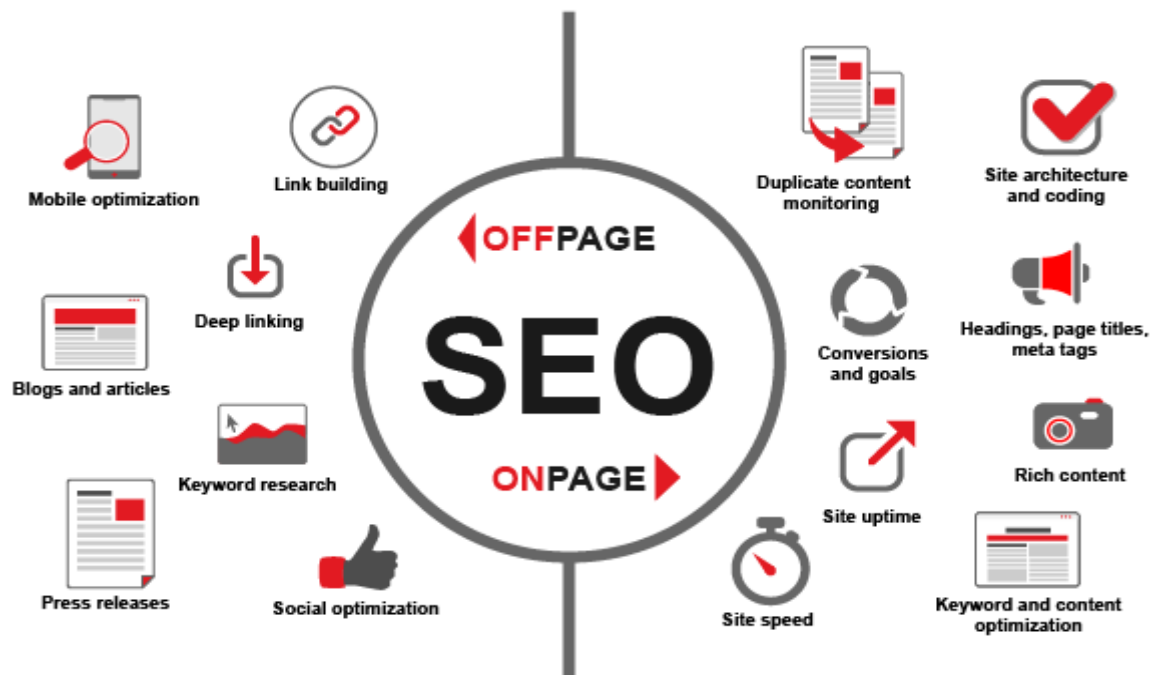 Mobile optimization
Link building
Deep linking
Blogs and articles
Keyword research
Press releases
Social optimization
OFFPAGE
SEO
ONPAGE
Duplicate content
monitoring
Site architecture
and coding
Conversions
and goals
Headings, page titles,
meta tags
Rich content
Site uptime
Site speed
Keyword and content
optimization